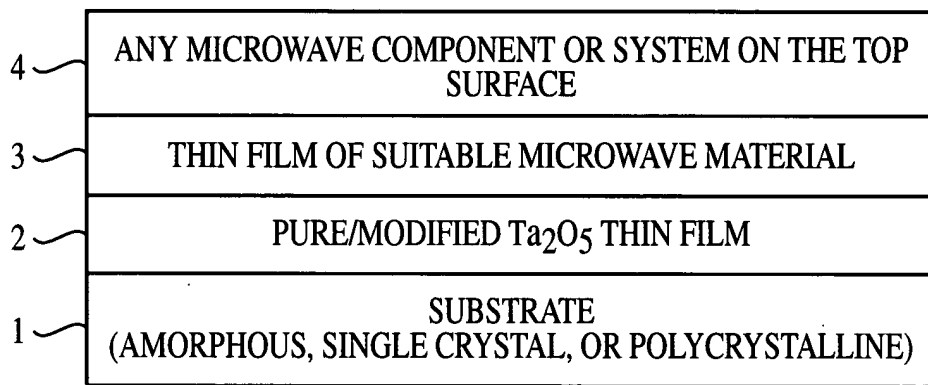 4
ANY MICROWAVE COMPONENT OR SYSTEM ON THE TOP
SURFACE
3
THIN FILM OF SUITABLE MICROWAVE MATERIAL
2
PURE/MODIFIED Ta₂O₅ THIN FILM
1
SUBSTRATE
(AMORPHOUS, SINGLE CRYSTAL, OR POLYCRYSTALLINE)